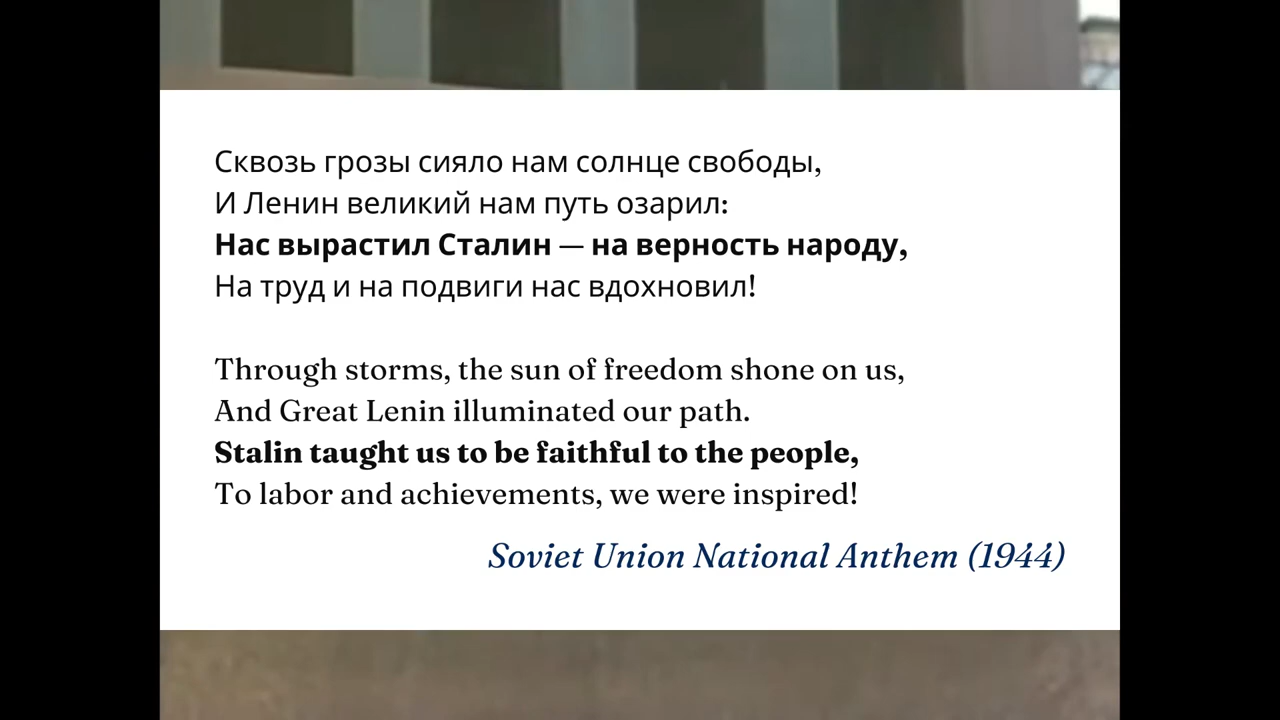 Сквозь грозы сияло нам солнце свободы,
И Ленин великий нам путь озарил:
Нас вырастил Сталин — на верность народу,
На труд и на подвиги нас вдохновил!
Through storms, the sun of freedom shone on us,
And Great Lenin illuminated our path.
Stalin taught us to be faithful to the people,
To labor and achievements, we were inspired!
Soviet Union National Anthem (1944)